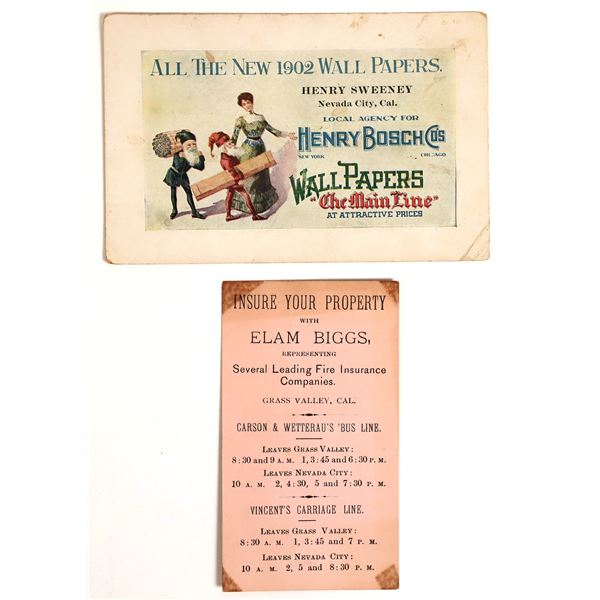 ALL THE NEW 1902 WALL PAPERS.
HENRY SWEENEY
Nevada City, Cal.
LOCAL AGENCY FOR
HENRY BOSCH CO'S
NEW YORK CHICAGO
WALL PAPERS
"The Main Line"
AT ATTRACTIVE PRICES
INSURE YOUR PROPERTY
WITH
ELAM BIGGS,
REPRESENTING
Several Leading Fire Insurance
Companies.
GRASS VALLEY, CAL.
CARSON & WETTERAU'S 'BUS LINE.
LEAVES GRASS VALLEY:
8:30 and 9 A.M. 1, 3:45 and 6:30 P.M.
LEAVES NEVADA CITY:
10 A. M. 2, 4:30, 5 and 7:30 P. M.
VINCENT'S CARRIAGE LINE.
LEAVES GRASS VALLEY:
8:30 A. M. 1, 3:45 and 7 P. M.
LEAVES NEVADA CITY:
10 A. M. 2, 5 and 8:30 P. M.